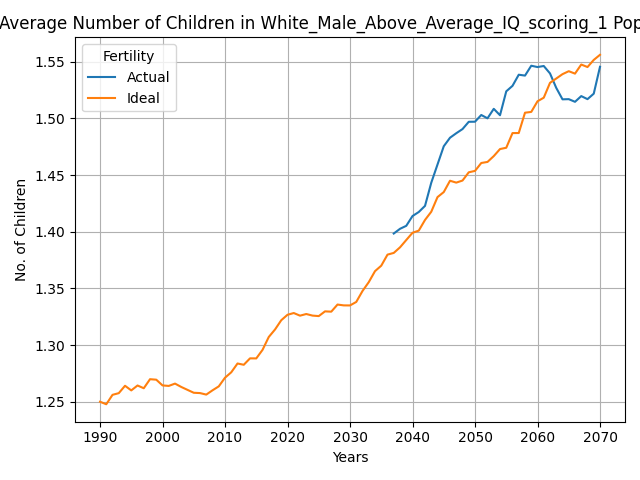 Average Number of Children in White_Male_Above_Average_IQ_scoring_1 Pop
Fertility
Actual
Ideal
No. of Children
1.55
1.50
1.45
1.40
1.35
1.30
1.25
1990 2000 2010 2020 2030 2040 2050 2060 2070
Years